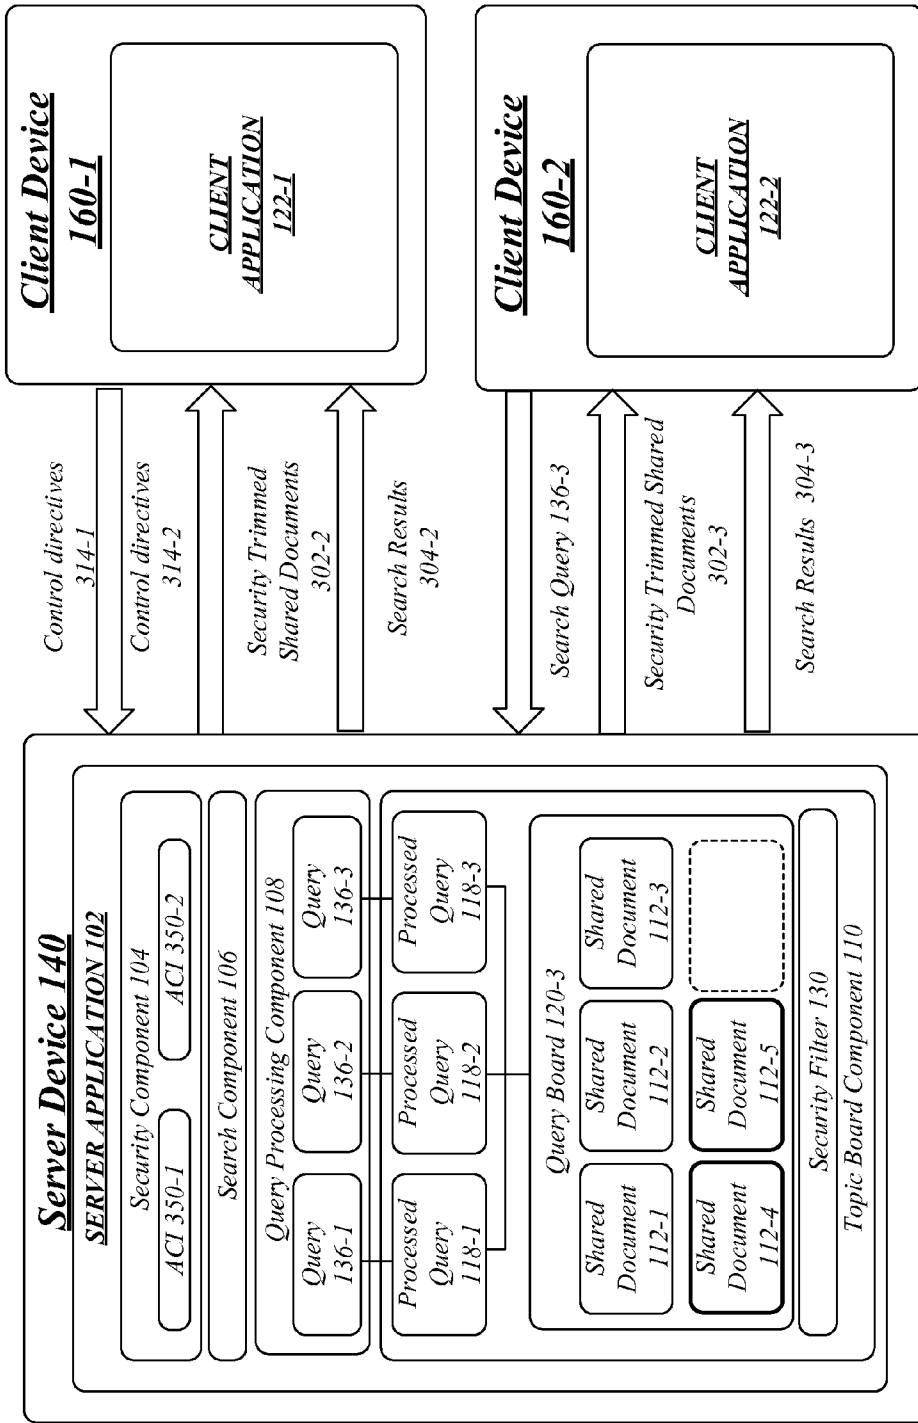 Server Device 140
SERVER APPLICATION 102
Security Component 104
ACI 350-1
ACI 350-2
Search Component 106
Query Processing Component 108
Query
136-1
Query
136-2
Query
136-3
Processed
Query
118-1
Processed
Query
118-2
Processed
Query
118-3
Query Board 120-3
Shared
Document
112-1
Shared
Document
112-2
Shared
Document
112-3
Shared
Document
112-4
Shared
Document
112-5
Security Filter 130
Topic Board Component 110
Control directives
314-1
Control directives
314-2
Security Trimmed
Shared Documents
302-2
Search Results
304-2
Search Query 136-3
Security Trimmed Shared
Documents
302-3
Search Results 304-3
Client Device
160-1
CLIENT
APPLICATION
122-1
Client Device
160-2
CLIENT
APPLICATION
122-2